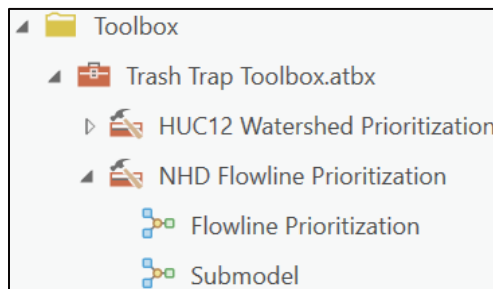 Toolbox
Trash Trap Toolbox.atbx
HUC12 Watershed Prioritization
NHD Flowline Prioritization
Flowline Prioritization
Submodel